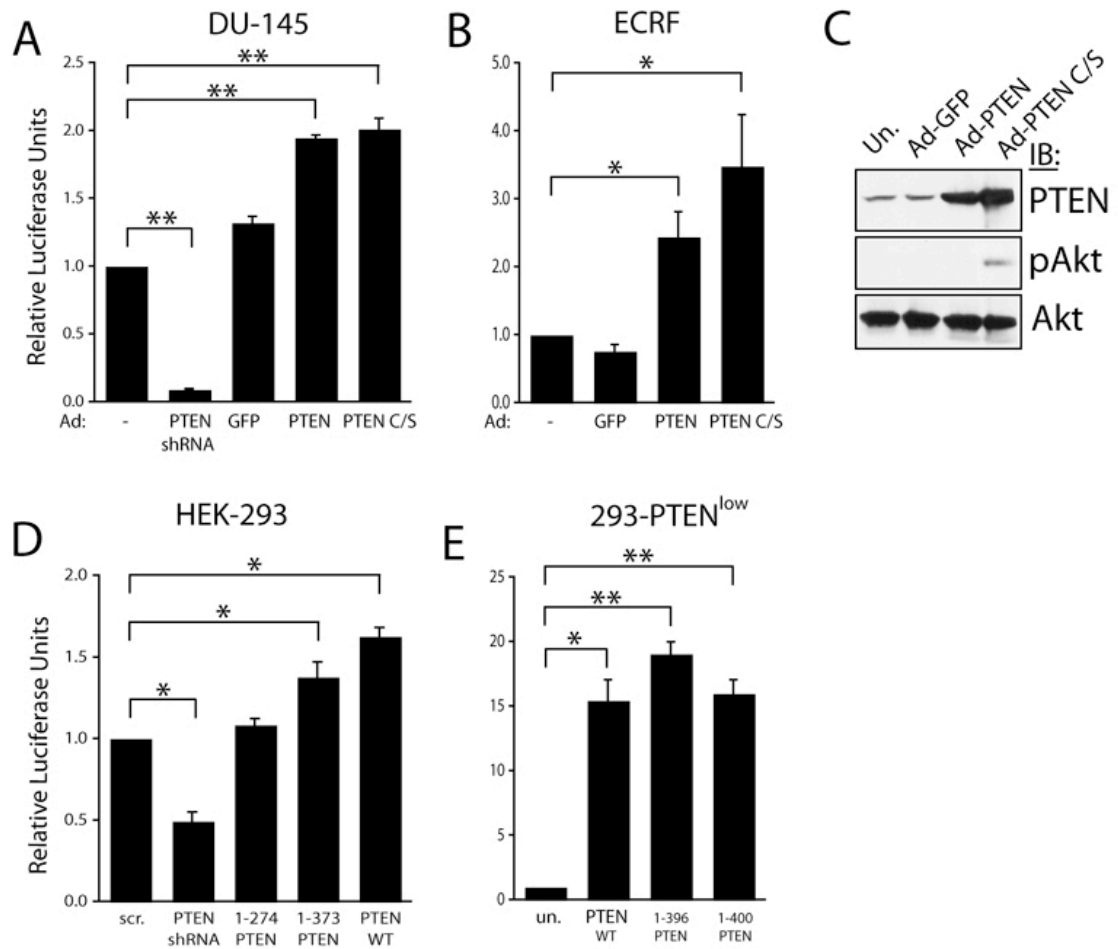 A
DU-145
**
**
**
Relative Luciferase Units
2.5
2.0
1.5
1.0
0.5
0.0
Ad: - PTEN GFP PTEN PTEN C/S
shRNA
B
ECRF
*
*
5.0
4.0
3.0
2.0
1.0
0.0
Ad: - GFP PTEN PTEN C/S
C
Un. Ad-GFP Ad-PTEN Ad-PTEN C/S
IB:
PTEN
pAkt
Akt
D
HEK-293
*
*
*
Relative Luciferase Units
2.0
1.5
1.0
0.5
0.0
scr. PTEN 1-274 1-373 PTEN
shRNA PTEN PTEN WT
E
293-PTENlow
**
**
*
25
20
15
10
5
0
un. PTEN 1-396 1-400
WT PTEN PTEN